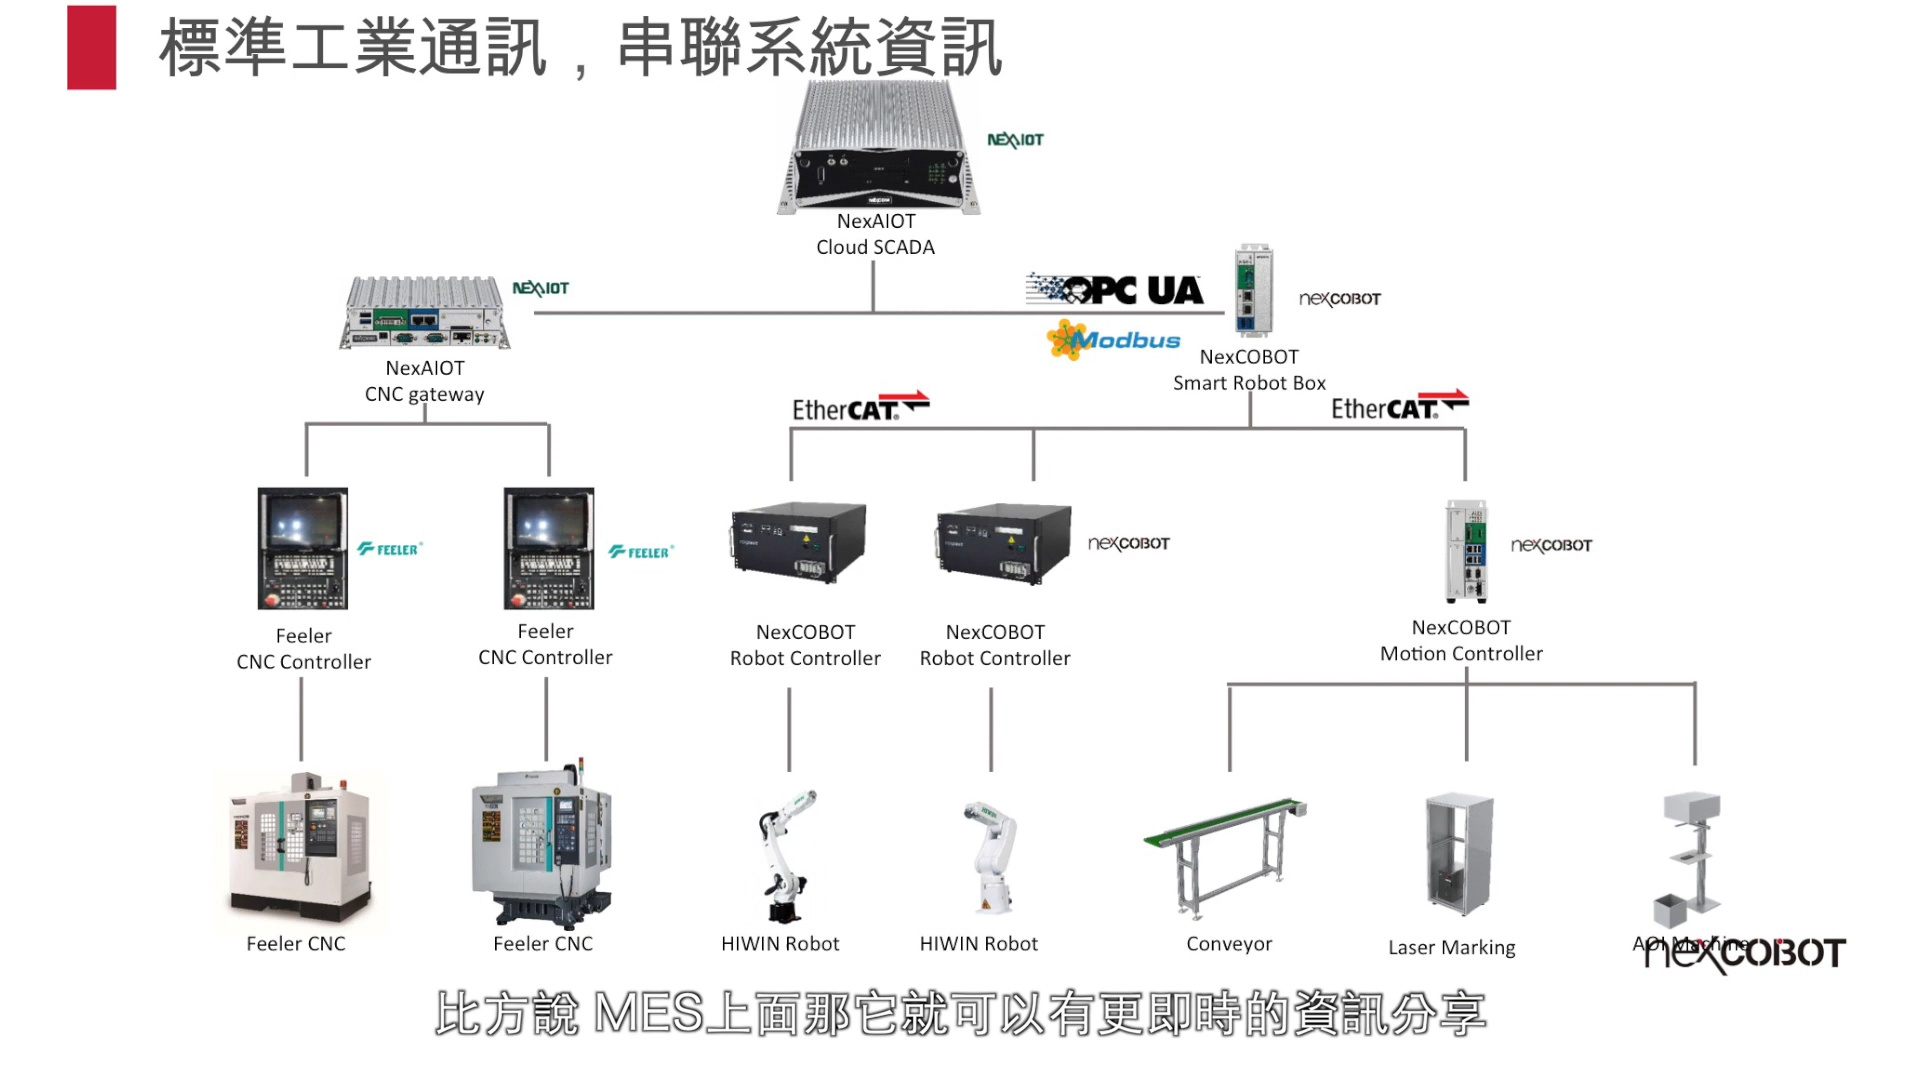 標準工業通訊，串聯系統資訊
NEXAIOT
NexAIOT
Cloud SCADA
NEXAIOT
OPC UA
Modbus
NEXCOBOT
NexAIOT
CNC gateway
NexCOBOT
Smart Robot Box
EtherCAT®
EtherCAT®
FEELER®
FEELER®
NEXCOBOT
NEXCOBOT
Feeler
CNC Controller
Feeler
CNC Controller
NexCOBOT
Robot Controller
NexCOBOT
Robot Controller
NexCOBOT
Motion Controller
Feeler CNC
Feeler CNC
HIWIN Robot
HIWIN Robot
Conveyor
Laser Marking
AOI Machine
NEXCOBOT
比方說 MES上面那它就可以有更即時的資訊分享